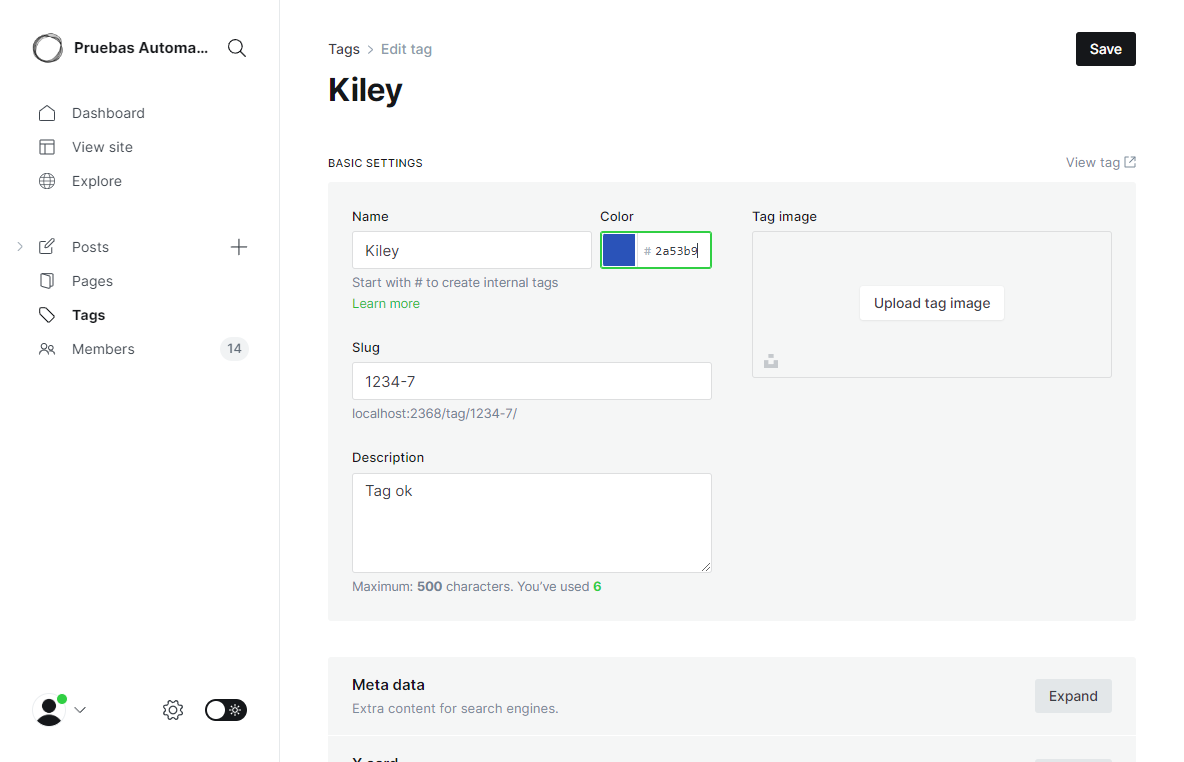 Pruebas Automa...
Dashboard
View site
Explore
Posts
Pages
Tags
Members
14
Tags
Edit tag
Save
Kiley
BASIC SETTINGS
View tag
Name
Color
Tag image
Kiley
# 2a53b9
Start with # to create internal tags
Learn more
Upload tag image
Slug
1234-7
localhost:2368/tag/1234-7/
Description
Tag ok
Maximum: 500 characters. You’ve used 6
Meta data
Extra content for search engines.
Expand
X card